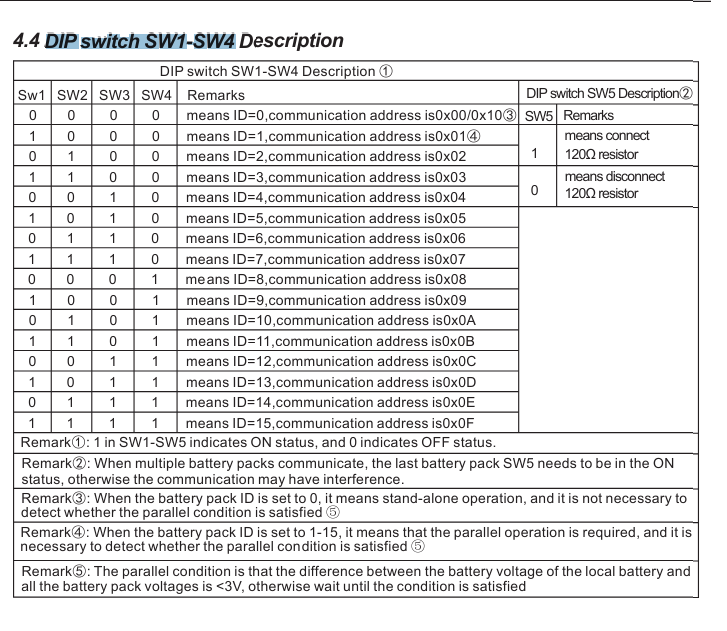 4.4 DIP switch SW1-SW4 Description
DIP switch SW1-SW4 Description ①
Sw1 SW2 SW3 SW4 Remarks DIP switch SW5 Description②
0 0 0 0 means ID=0,communication address is0x00/0x10③ SW5 Remarks
1 0 0 0 means ID=1,communication address is0x01④
0 1 0 0 means ID=2,communication address is0x02
1 means connect
120Ω resistor
1 1 0 0 means ID=3,communication address is0x03
0 0 1 0 means ID=4,communication address is0x04
0 means disconnect
120Ω resistor
1 0 1 0 means ID=5,communication address is0x05
0 1 1 0 means ID=6,communication address is0x06
1 1 1 0 means ID=7,communication address is0x07
0 0 0 1 means ID=8,communication address is0x08
1 0 0 1 means ID=9,communication address is0x09
0 1 0 1 means ID=10,communication address is0x0A
1 1 0 1 means ID=11,communication address is0x0B
0 0 1 1 means ID=12,communication address is0x0C
1 0 1 1 means ID=13,communication address is0x0D
0 1 1 1 means ID=14,communication address is0x0E
1 1 1 1 means ID=15,communication address is0x0F
Remark①: 1 in SW1-SW5 indicates ON status, and 0 indicates OFF status.
Remark②: When multiple battery packs communicate, the last battery pack SW5 needs to be in the ON
status, otherwise the communication may have interference.
Remark③: When the battery pack ID is set to 0, it means stand-alone operation, and it is not necessary to
detect whether the parallel condition is satisfied ⑤
Remark④: When the battery pack ID is set to 1-15, it means that the parallel operation is required, and it is
necessary to detect whether the parallel condition is satisfied ⑤
Remark⑤: The parallel condition is that the difference between the battery voltage of the local battery and
all the battery pack voltages is <3V, otherwise wait until the condition is satisfied